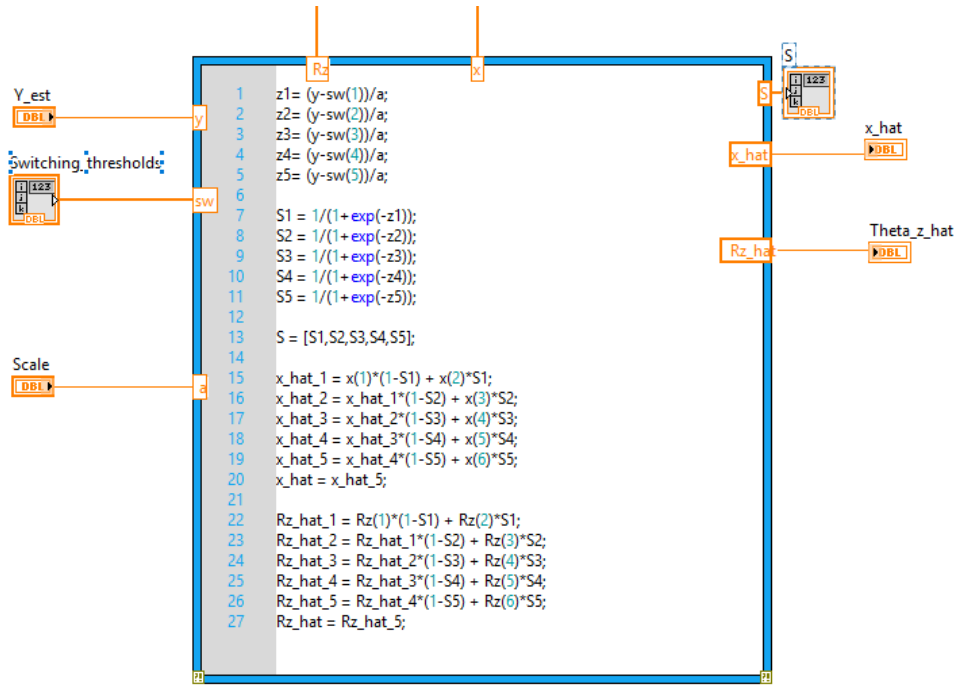 Rz
x
S
i 123
j
k
DBL
Y_est
DBL
y
S
x_hat
DBL
x_hat
Switching_thresholds
i 123
j
k
DBL
sw
Theta_z_hat
DBL
Rz_hat
Scale
DBL
a
1 z1= (y-sw(1))/a;
2 z2= (y-sw(2))/a;
3 z3= (y-sw(3))/a;
4 z4= (y-sw(4))/a;
5 z5= (y-sw(5))/a;
6
7 S1 = 1/(1+exp(-z1));
8 S2 = 1/(1+exp(-z2));
9 S3 = 1/(1+exp(-z3));
10 S4 = 1/(1+exp(-z4));
11 S5 = 1/(1+exp(-z5));
12
13 S = [S1,S2,S3,S4,S5];
14
15 x_hat_1 = x(1)*(1-S1) + x(2)*S1;
16 x_hat_2 = x_hat_1*(1-S2) + x(3)*S2;
17 x_hat_3 = x_hat_2*(1-S3) + x(4)*S3;
18 x_hat_4 = x_hat_3*(1-S4) + x(5)*S4;
19 x_hat_5 = x_hat_4*(1-S5) + x(6)*S5;
20 x_hat = x_hat_5;
21
22 Rz_hat_1 = Rz(1)*(1-S1) + Rz(2)*S1;
23 Rz_hat_2 = Rz_hat_1*(1-S2) + Rz(3)*S2;
24 Rz_hat_3 = Rz_hat_2*(1-S3) + Rz(4)*S3;
25 Rz_hat_4 = Rz_hat_3*(1-S4) + Rz(5)*S4;
26 Rz_hat_5 = Rz_hat_4*(1-S5) + Rz(6)*S5;
27 Rz_hat = Rz_hat_5;